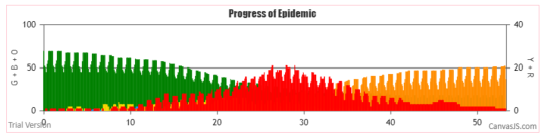 Progress of Epidemic
100
50
0
G + B + O
40
20
0
Y + R
0
10
20
30
40
50
Trial Version
CanvasJS.com